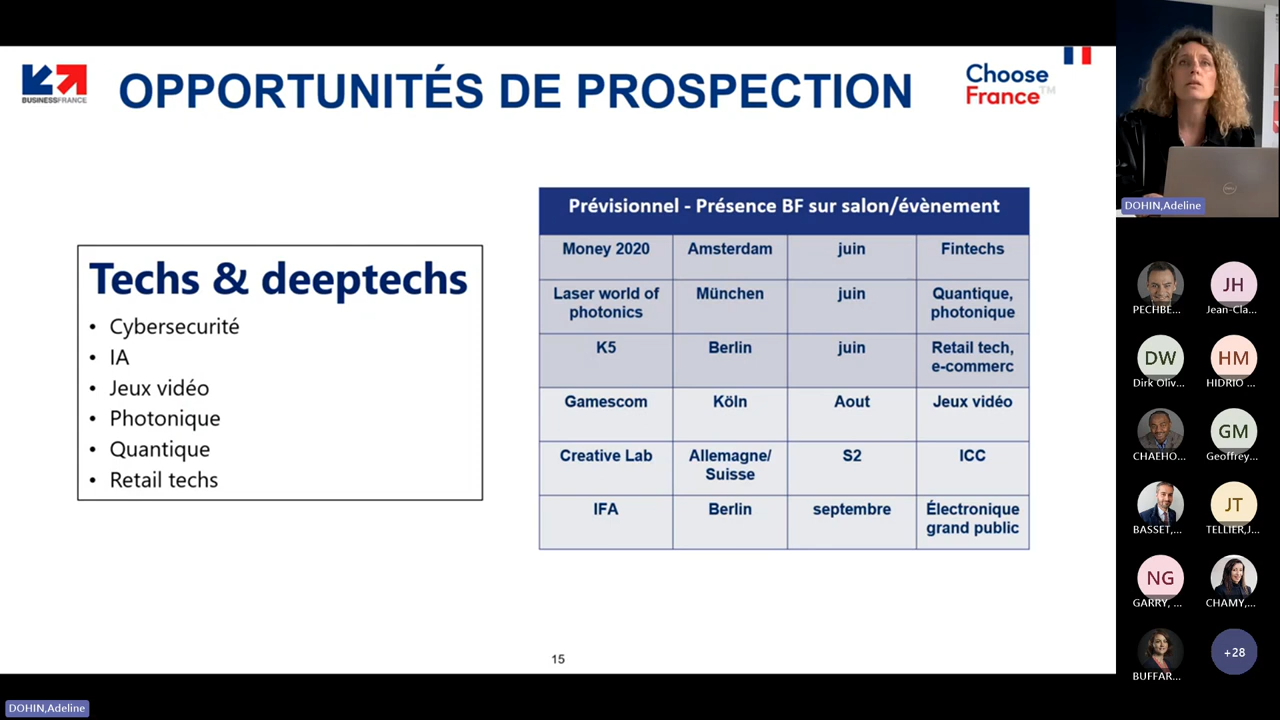 BUSINESSFRANCE
OPPORTUNITÉS DE PROSPECTION
Choose
France™
Techs & deeptechs
• Cybersecurité
• IA
• Jeux vidéo
• Photonique
• Quantique
• Retail techs
Prévisionnel - Présence BF sur salon/évènement
Money 2020 Amsterdam juin Fintechs
Laser world of photonics München juin Quantique, photonique
K5 Berlin juin Retail tech, e-commerc
Gamescom Köln Aout Jeux vidéo
Creative Lab Allemagne/ Suisse S2 ICC
IFA Berlin septembre Électronique grand public
15
DOHIN,Adeline
DELL
JH
PECHBE... Jean-Cla...
DW HM
Dirk Oliv... HIDRIO ...
GM
CHAEHO... Geoffrey...
JT
BASSET,... TELLIER,J...
NG
GARRY, ... CHAMY,...
+28
BUFFAR...
DOHIN,Adeline